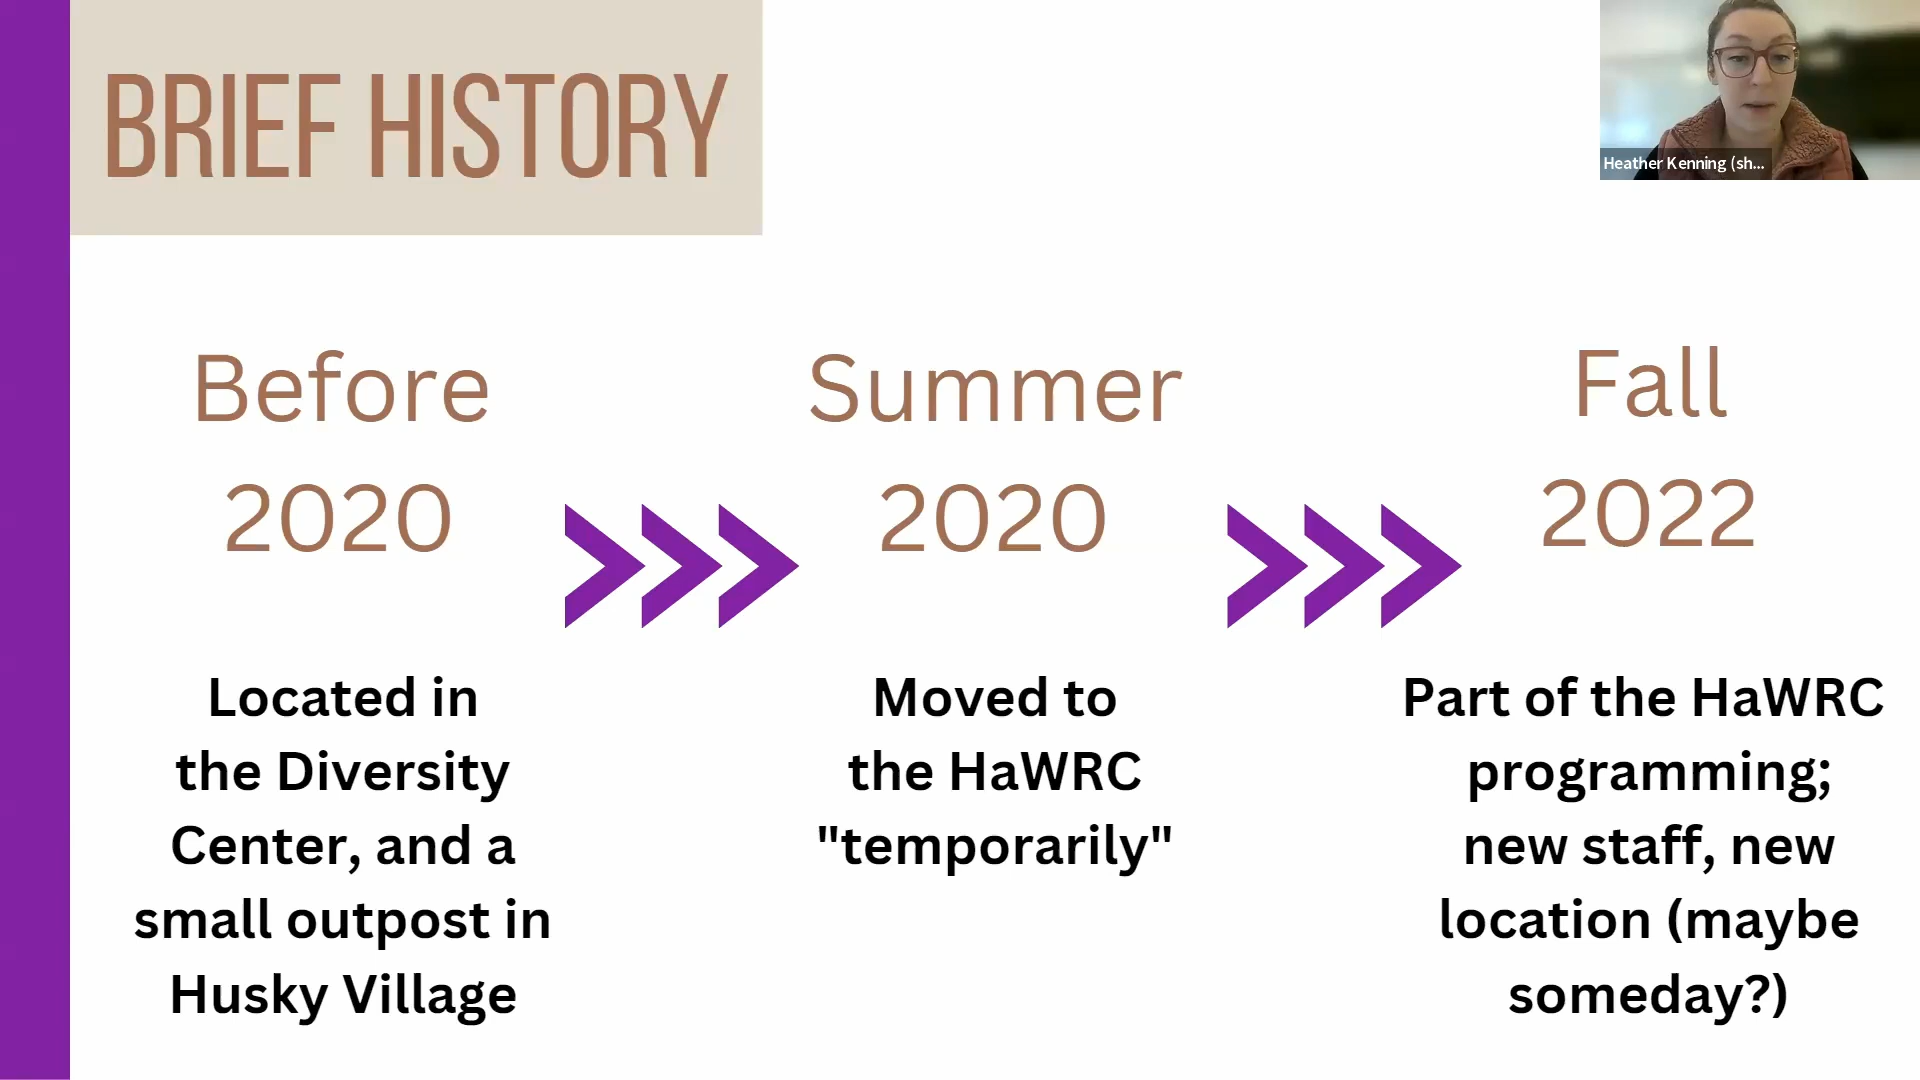 BRIEF HISTORY
Heather Kenning (sh...
Before
2020
Summer
2020
Fall
2022
Located in
the Diversity
Center, and a
small outpost in
Husky Village
Moved to
the HaWRC
"temporarily"
Part of the HaWRC
programming;
new staff, new
location (maybe
someday?)